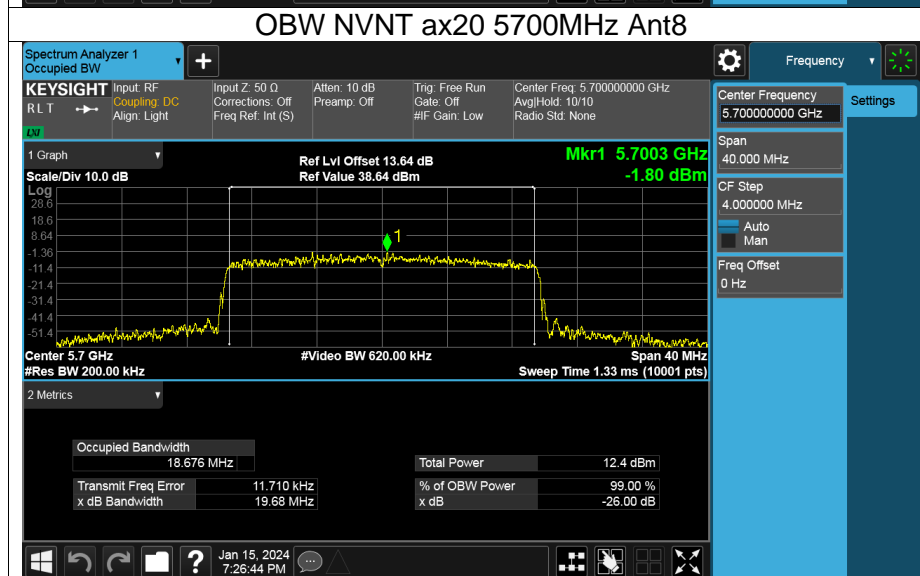 OBW NVNT ax20 5700MHz Ant8
Spectrum Analyzer 1
Occupied BW
+
Frequency
KEYSIGHT
RLT
LXI
Input: RF
Coupling: DC
Align: Light
Input Z: 50 Ω
Corrections: Off
Freq Ref: Int (S)
Atten: 10 dB
Preamp: Off
Trig: Free Run
Gate: Off
#IF Gain: Low
Center Freq: 5.700000000 GHz
Avg|Hold: 10/10
Radio Std: None
Center Frequency
5.700000000 GHz
Settings
Span
40.000 MHz
CF Step
4.000000 MHz
Auto
Man
Freq Offset
0 Hz
1 Graph
Scale/Div 10.0 dB
Ref Lvl Offset 13.64 dB
Ref Value 38.64 dBm
Mkr1 5.7003 GHz
-1.80 dBm
Log
28.6
18.6
8.64
-1.36
-11.4
-21.4
-31.4
-41.4
-51.4
1
Center 5.7 GHz
#Video BW 620.00 kHz
Span 40 MHz
#Res BW 200.00 kHz
Sweep Time 1.33 ms (10001 pts)
2 Metrics
Occupied Bandwidth
18.676 MHz
Total Power 12.4 dBm
Transmit Freq Error 11.710 kHz
% of OBW Power 99.00 %
x dB Bandwidth 19.68 MHz
x dB -26.00 dB
?
Jan 15, 2024
7:26:44 PM